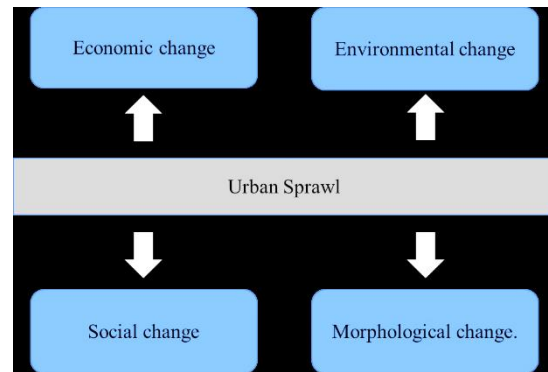 Economic change
Environmental change
Urban Sprawl
Social change
Morphological change.